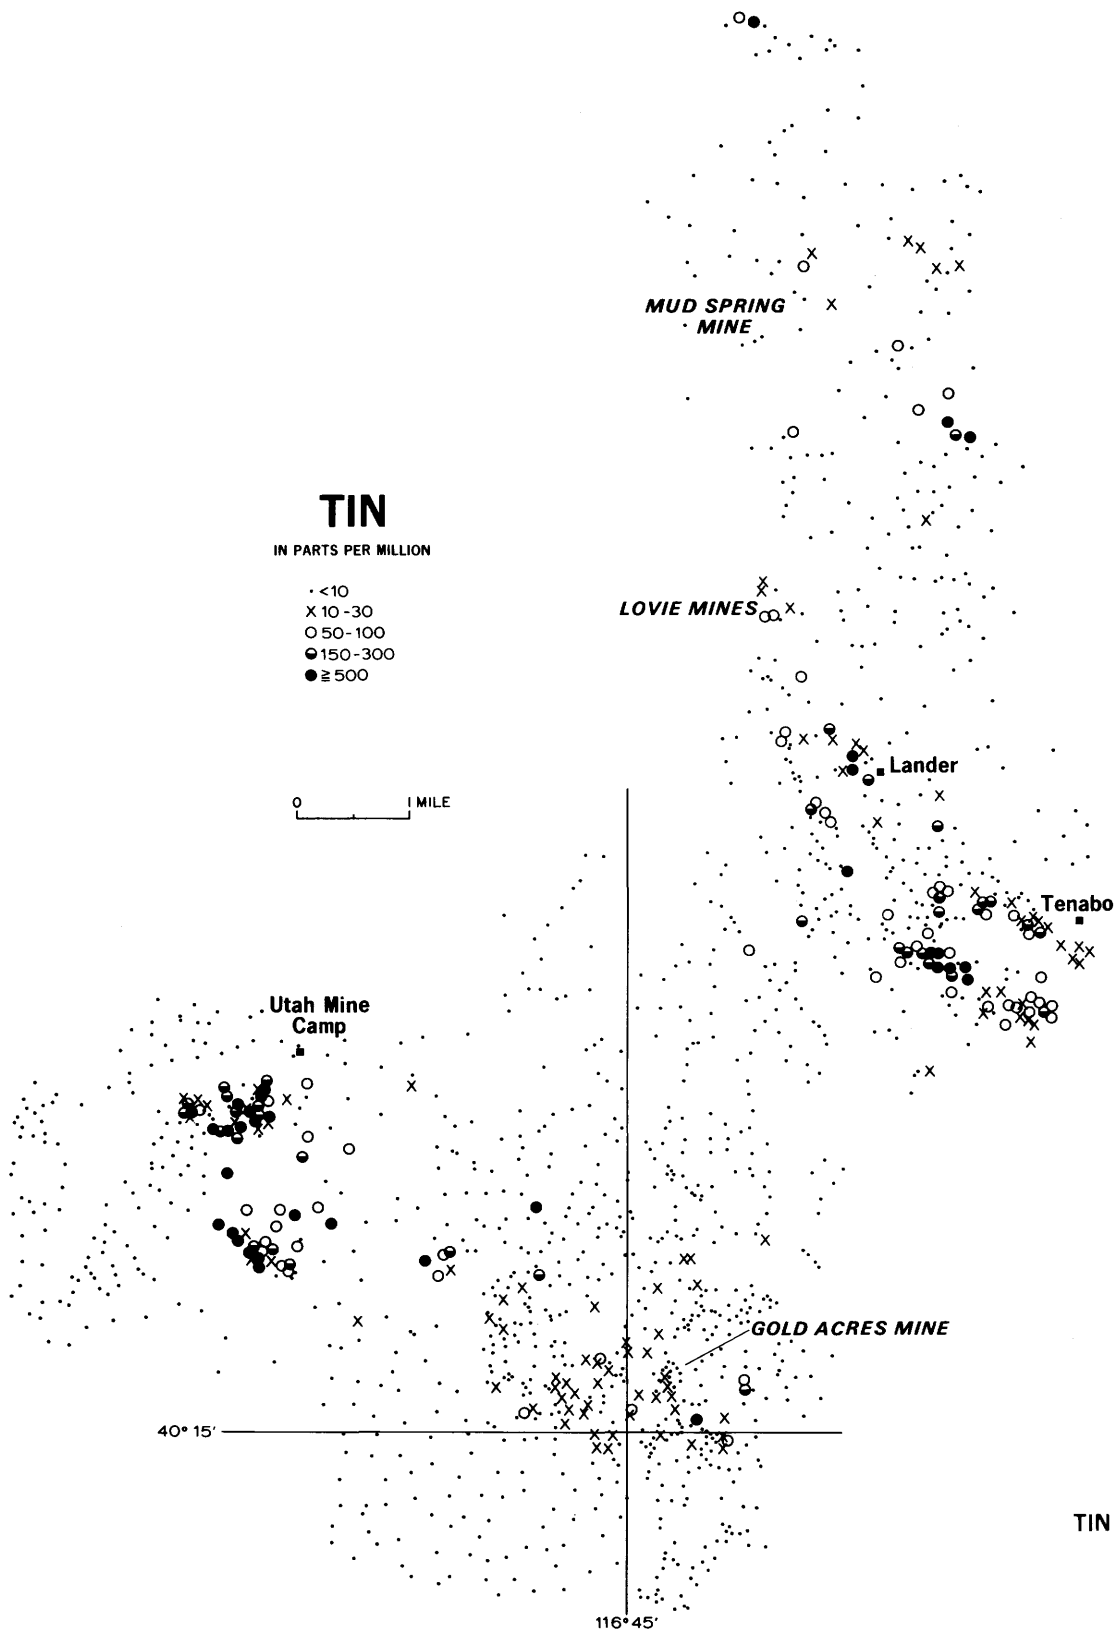 MUD SPRING
MINE
TIN
IN PARTS PER MILLION
· <10
X 10-30
O 50-100
◒ 150-300
● ≧500
LOVIE MINES
Lander
0 1 MILE
Tenabo
Utah Mine
Camp
GOLD ACRES MINE
40° 15′
TIN
116° 45′